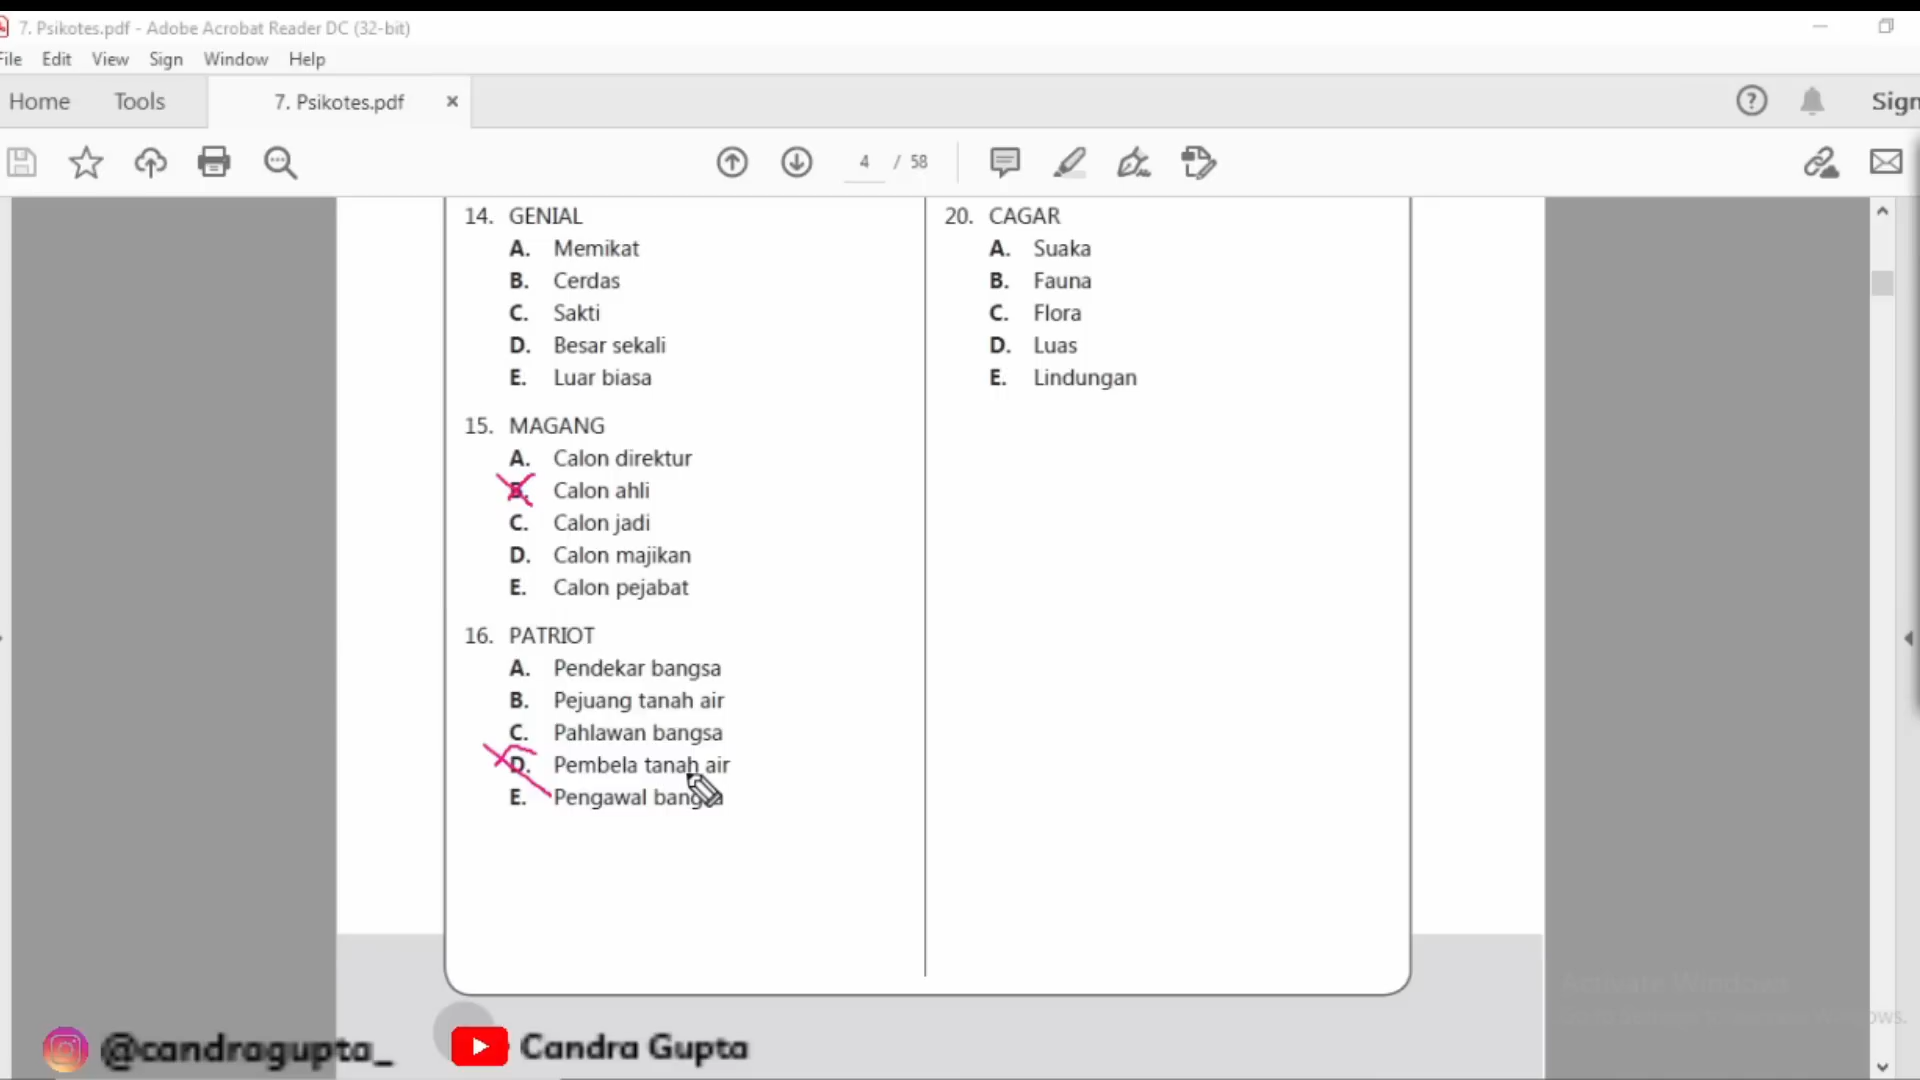 7. Psikotes.pdf - Adobe Acrobat Reader DC (32-bit)
File Edit View Sign Window Help
Home Tools 7. Psikotes.pdf
Sign
4 / 58
14. GENIAL
A. Memikat
B. Cerdas
C. Sakti
D. Besar sekali
E. Luar biasa
15. MAGANG
A. Calon direktur
B. Calon ahli
C. Calon jadi
D. Calon majikan
E. Calon pejabat
16. PATRIOT
A. Pendekar bangsa
B. Pejuang tanah air
C. Pahlawan bangsa
D. Pembela tanah air
E. Pengawal bangsa
20. CAGAR
A. Suaka
B. Fauna
C. Flora
D. Luas
E. Lindungan
Activate Windows
@candragupta_
Candra Gupta